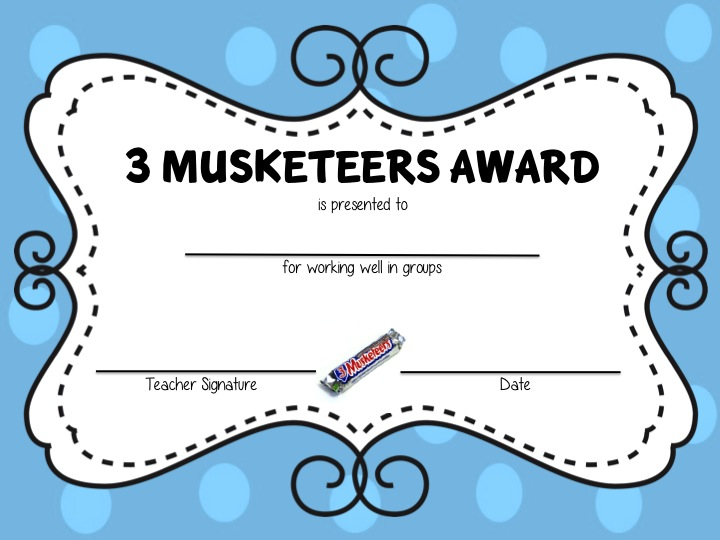 3 MUSKETEERS AWARD
is presented to
for working well in groups
3 Musketeers
Teacher Signature
Date